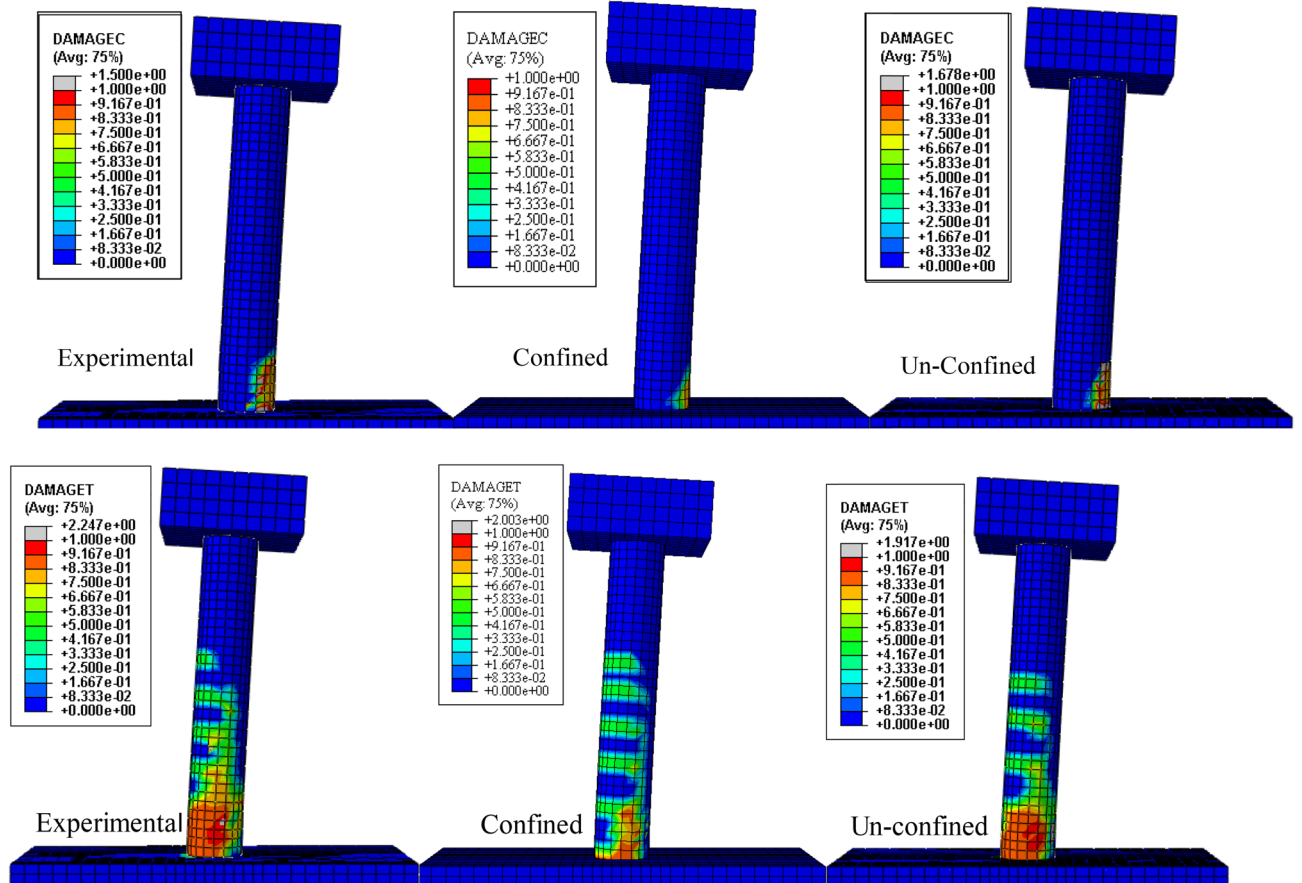 DAMAGEC
(Avg: 75%)
+1.500e+00
+1.000e+00
+9.167e-01
+8.333e-01
+7.500e-01
+6.667e-01
+5.833e-01
+5.000e-01
+4.167e-01
+3.333e-01
+2.500e-01
+1.667e-01
+8.333e-02
+0.000e+00
Experimental
DAMAGEC
(Avg: 75%)
+1.000e+00
+9.167e-01
+8.333e-01
+7.500e-01
+6.667e-01
+5.833e-01
+5.000e-01
+4.167e-01
+3.333e-01
+2.500e-01
+1.667e-01
+8.333e-02
+0.000e+00
Confined
DAMAGEC
(Avg: 75%)
+1.678e+00
+1.000e+00
+9.167e-01
+8.333e-01
+7.500e-01
+6.667e-01
+5.833e-01
+5.000e-01
+4.167e-01
+3.333e-01
+2.500e-01
+1.667e-01
+8.333e-02
+0.000e+00
Un-Confined
DAMAGET
(Avg: 75%)
+2.247e+00
+1.000e+00
+9.167e-01
+8.333e-01
+7.500e-01
+6.667e-01
+5.833e-01
+5.000e-01
+4.167e-01
+3.333e-01
+2.500e-01
+1.667e-01
+8.333e-02
+0.000e+00
Experimental
DAMAGET
(Avg: 75%)
+2.003e+00
+1.000e+00
+9.167e-01
+8.333e-01
+7.500e-01
+6.667e-01
+5.833e-01
+5.000e-01
+4.167e-01
+3.333e-01
+2.500e-01
+1.667e-01
+8.333e-02
+0.000e+00
Confined
DAMAGET
(Avg: 75%)
+1.917e+00
+1.000e+00
+9.167e-01
+8.333e-01
+7.500e-01
+6.667e-01
+5.833e-01
+5.000e-01
+4.167e-01
+3.333e-01
+2.500e-01
+1.667e-01
+8.333e-02
+0.000e+00
Un-confined